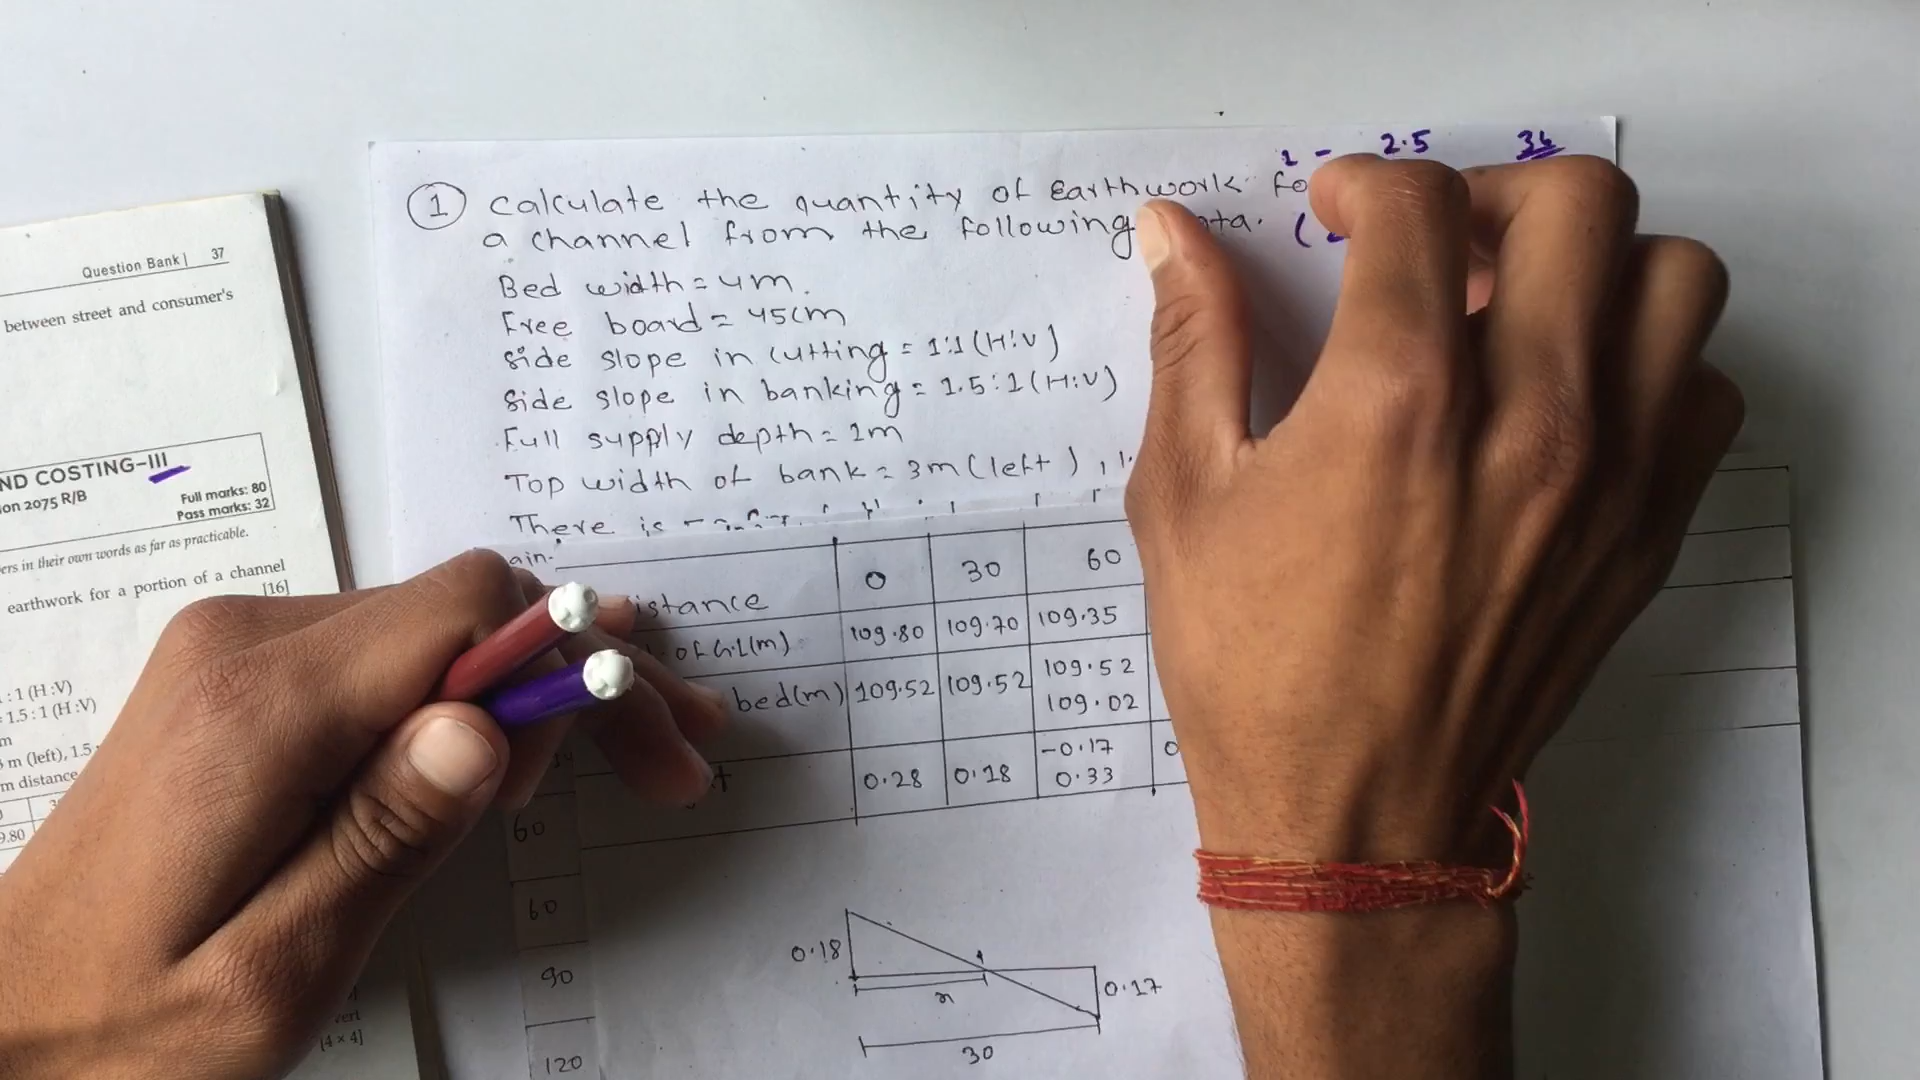 Question Bank | 37
between street and consumer's
ND COSTING-III
on 2075 R/B
Full marks: 80
Pass marks: 32
ers in their own words as far as practicable.
earthwork for a portion of a channel
[16]
: 1 (H:V)
= 1.5 : 1 (H:V)
m
m (left), 1.5
m distance
9.80
vert
[4 × 4]
2.5
36
1 Calculate the quantity of Earthwork
a channel from the following
Bed width = 4m.
Free board = 45cm
Side slope in cutting = 1:1 (H:V)
Side slope in banking = 1.5:1 (H:V)
Full supply depth = 1m
Top width of bank = 3m (left),
There is
istance 0 30 60
of G.L(m) 109.80 109.70 109.35
bed(m) 109.52 109.52 109.52
109.02
0.28 0.18 -0.17
0.33
60
60
90
120
0.18
0.17
30